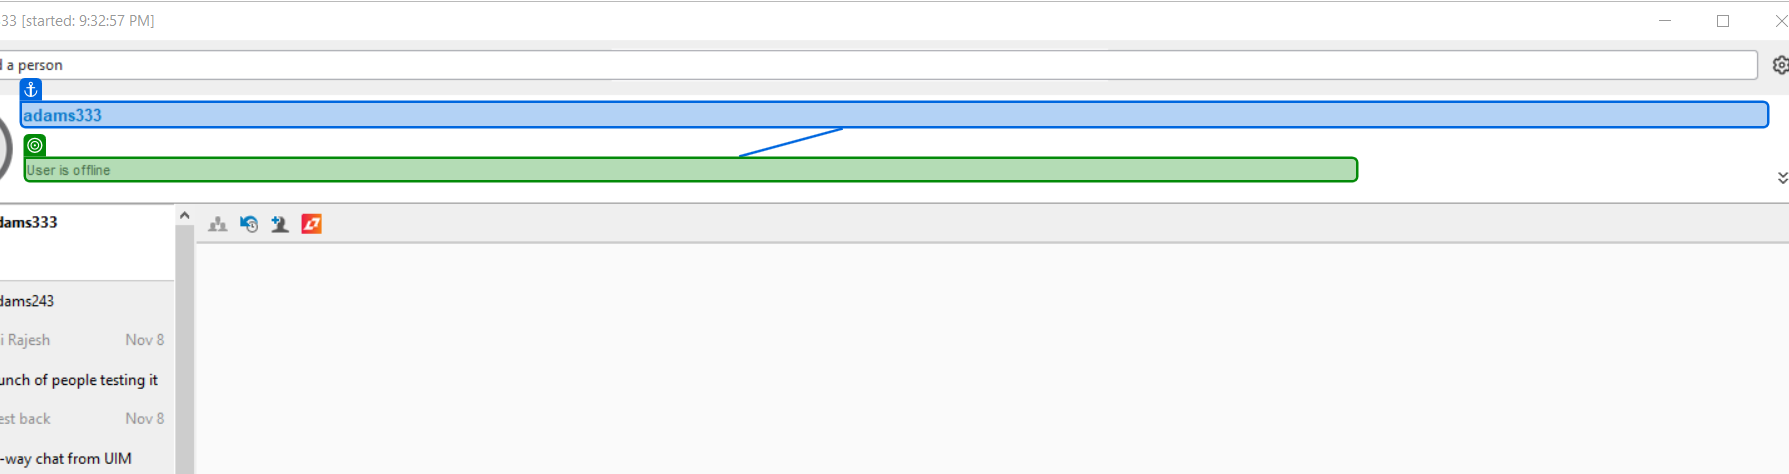 33 [started: 9:32:57 PM]
a person
adams333
User is offline
dams333
dams243
i Rajesh Nov 8
unch of people testing it
est back Nov 8
-way chat from UIM